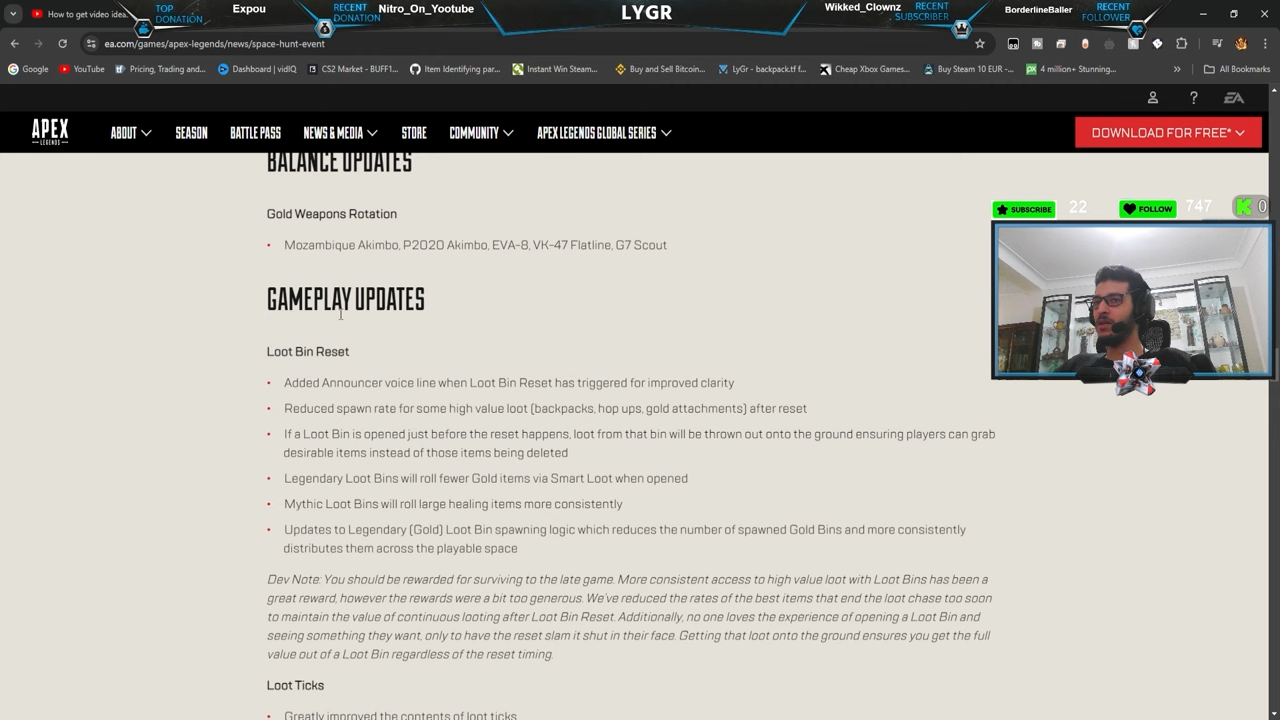 How to get video idea
TOP DONATION
Expou
RECENT DONATION
Nitro_On_Yootube
LYGR
Wikked_Clownz
RECENT SUBSCRIBER
BorderlineBaller
RECENT FOLLOWER
ea.com/games/apex-legends/news/space-hunt-event
Google
YouTube
Pricing, Trading and...
Dashboard | vidIQ
CS2 Market - BUFF1...
Item Identifying par...
Instant Win Steam...
Buy and Sell Bitcoin...
LyGr - backpack.tf f...
Cheap Xbox Games...
Buy Steam 10 EUR -...
4 million+ Stunning...
»
All Bookmarks
? EA
APEX LEGENDS
ABOUT
SEASON
BATTLE PASS
NEWS & MEDIA
STORE
COMMUNITY
APEX LEGENDS GLOBAL SERIES
DOWNLOAD FOR FREE*
BALANCE UPDATES
SUBSCRIBE 22
FOLLOW 747
K 0
Gold Weapons Rotation
• Mozambique Akimbo, P2020 Akimbo, EVA-8, VK-47 Flatline, G7 Scout
GAMEPLAY UPDATES
Loot Bin Reset
• Added Announcer voice line when Loot Bin Reset has triggered for improved clarity
• Reduced spawn rate for some high value loot (backpacks, hop ups, gold attachments) after reset
• If a Loot Bin is opened just before the reset happens, loot from that bin will be thrown out onto the ground ensuring players can grab
desirable items instead of those items being deleted
• Legendary Loot Bins will roll fewer Gold items via Smart Loot when opened
• Mythic Loot Bins will roll large healing items more consistently
• Updates to Legendary (Gold) Loot Bin spawning logic which reduces the number of spawned Gold Bins and more consistently
distributes them across the playable space
Dev Note: You should be rewarded for surviving to the late game. More consistent access to high value loot with Loot Bins has been a
great reward, however the rewards were a bit too generous. We've reduced the rates of the best items that end the loot chase too soon
to maintain the value of continuous looting after Loot Bin Reset. Additionally, no one loves the experience of opening a Loot Bin and
seeing something they want, only to have the reset slam it shut in their face. Getting that loot onto the ground ensures you get the full
value out of a Loot Bin regardless of the reset timing.
Loot Ticks
• Greatly improved the contents of loot ticks